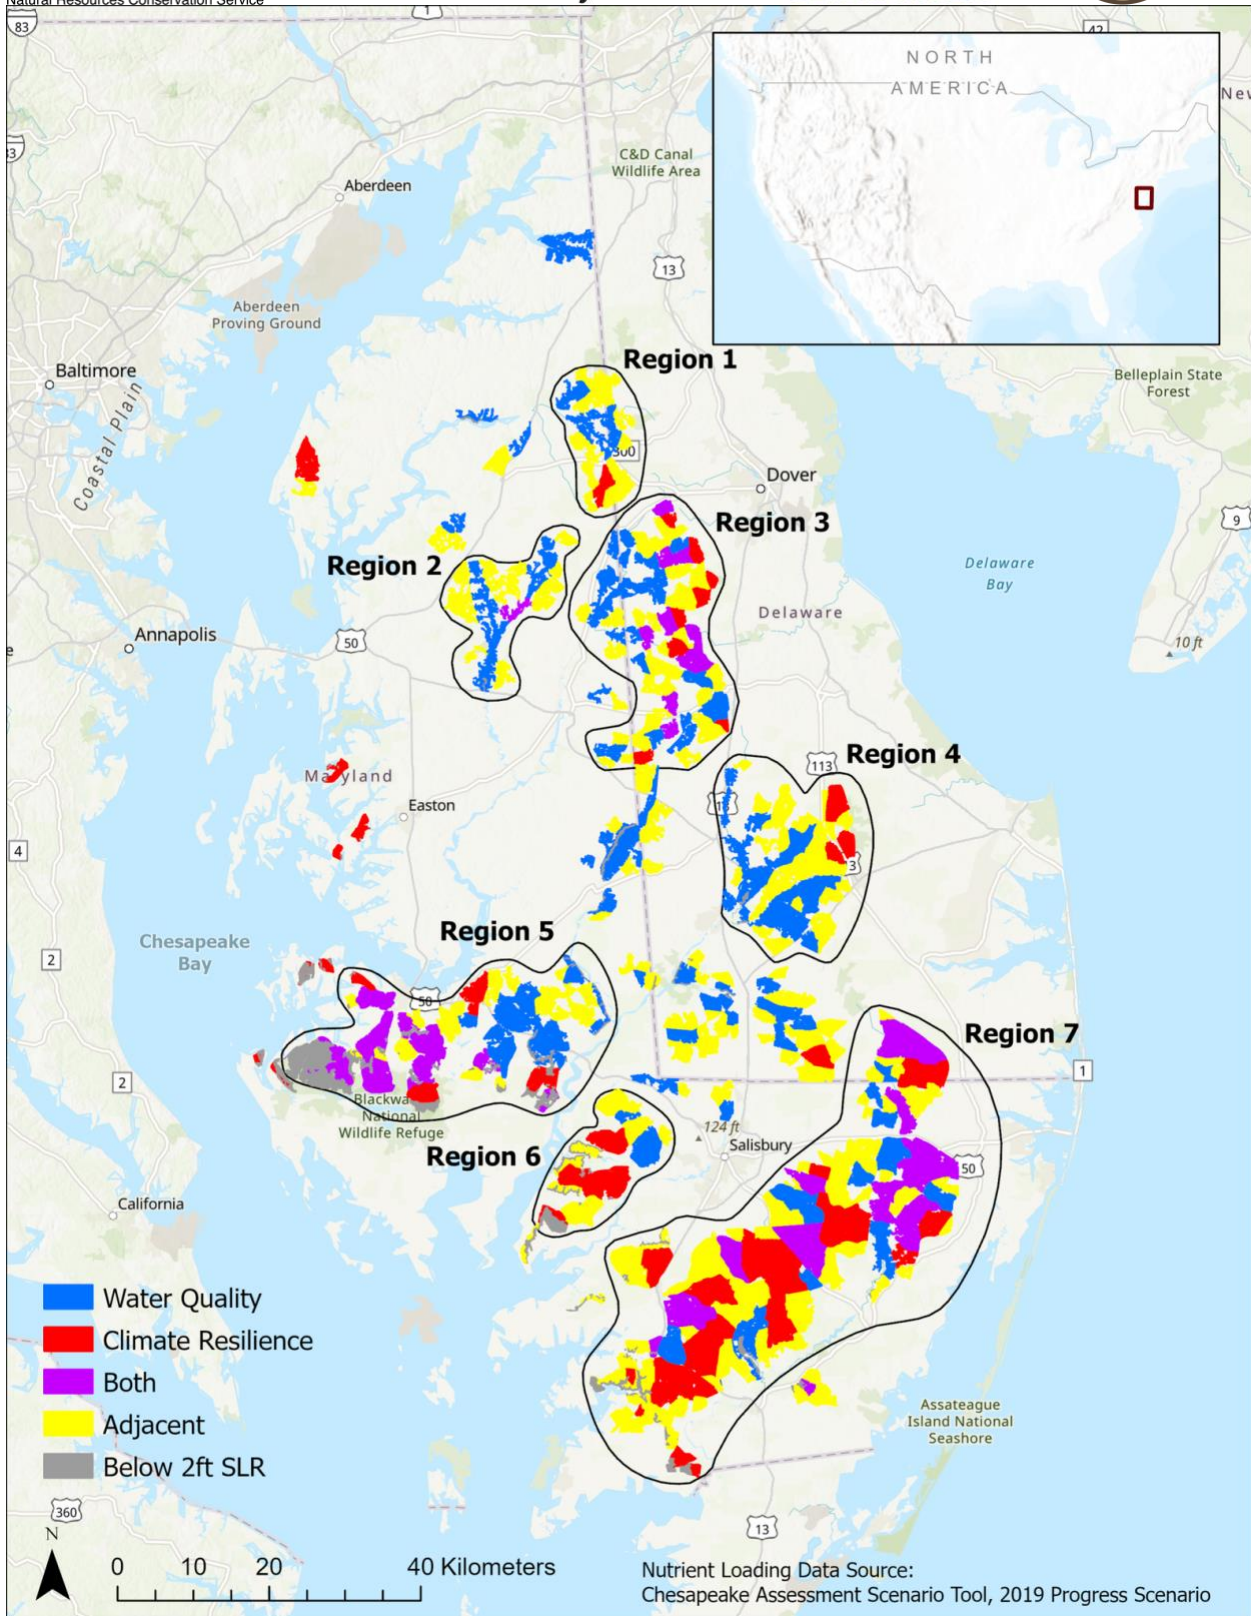 Natural Resources Conservation Service
83
1
42
NORTH
AMERICA
New
C&D Canal
Wildlife Area
Aberdeen
13
Aberdeen
Proving Ground
Baltimore
Coastal Plain
Region 1
Belleplain State
Forest
300
Dover
Region 3
9
Region 2
Delaware
Bay
Delaware
Annapolis
50
10 ft
Region 4
113
Maryland
Easton
4
3
Region 5
2
Chesapeake
Bay
50
Region 7
1
2
Blackwa
National
Wildlife Refuge
124 ft
Salisbury
Region 6
50
California
Water Quality
Climate Resilience
Both
Adjacent
Below 2ft SLR
Assateague
Island National
Seashore
360
N
13
0 10 20 40 Kilometers
Nutrient Loading Data Source:
Chesapeake Assessment Scenario Tool, 2019 Progress Scenario